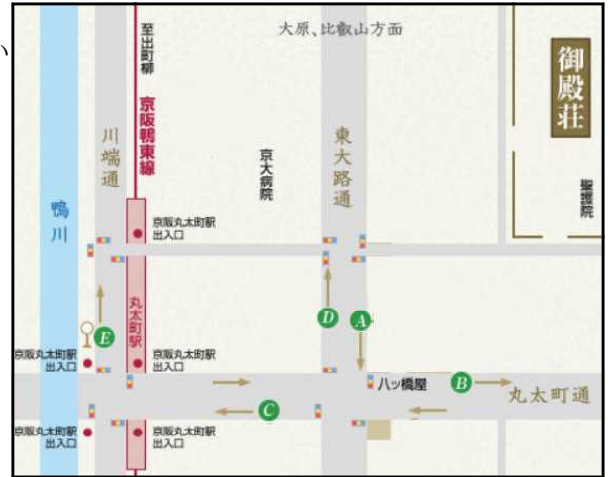 い
至出町柳
京阪鴨東線
大原、比叡山方面
御殿荘
川端通
東大路通
京大病院
聖護院
鴨川
京阪丸太町駅
出入口
丸太町駅
D
A
E
京阪丸太町駅
出入口
京阪丸太町駅
出入口
八ッ橋屋
B
丸太町通
C
京阪丸太町駅
出入口
京阪丸太町駅
出入口